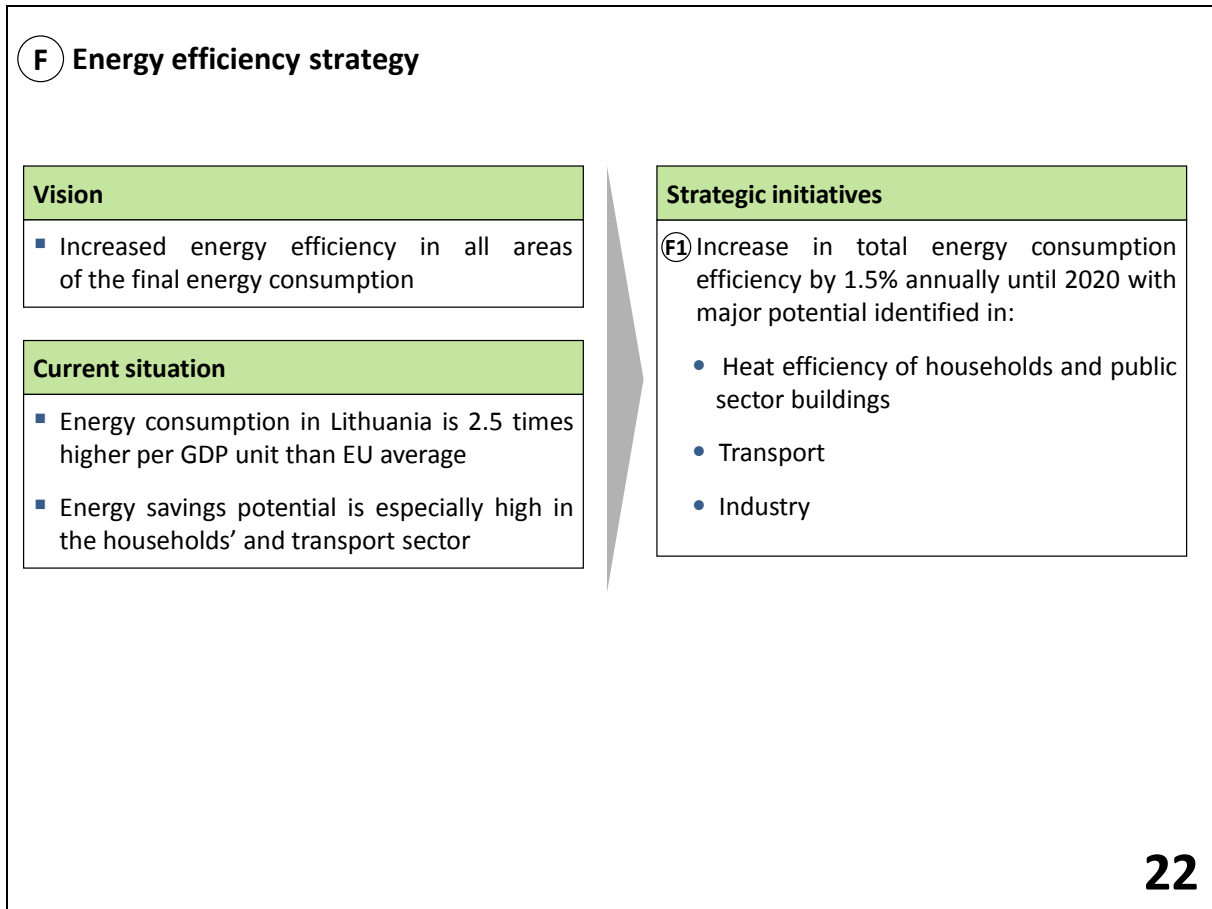 F Energy efficiency strategy
Vision
▪ Increased energy efficiency in all areas
of the final energy consumption
Current situation
▪ Energy consumption in Lithuania is 2.5 times
higher per GDP unit than EU average
▪ Energy savings potential is especially high in
the households’ and transport sector
Strategic initiatives
F1 Increase in total energy consumption
efficiency by 1.5% annually until 2020 with
major potential identified in:
• Heat efficiency of households and public
sector buildings
• Transport
• Industry
22